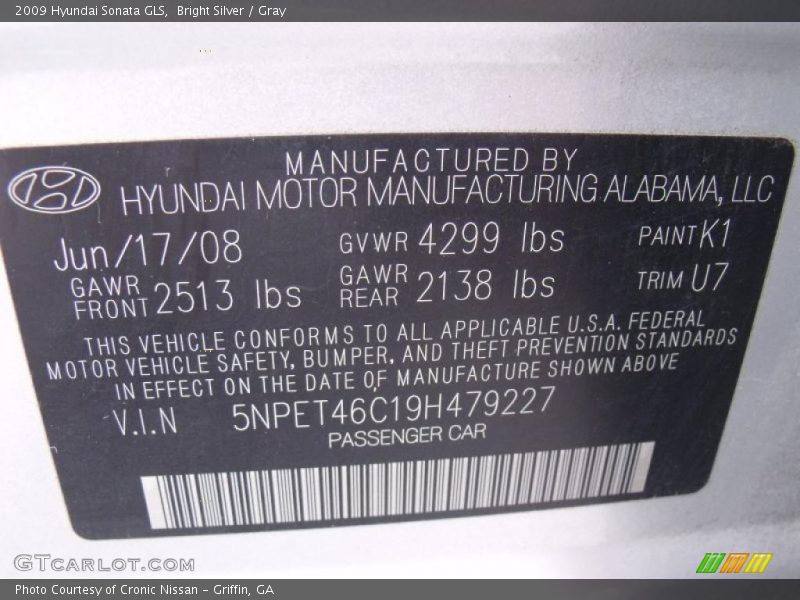 2009 Hyundai Sonata GLS,  Bright Silver / Gray
MANUFACTURED BY
HYUNDAI MOTOR MANUFACTURING ALABAMA, LLC
Jun/17/08 GVWR 4299 lbs PAINT K1
GAWR FRONT 2513 lbs GAWR REAR 2138 lbs TRIM U7
THIS VEHICLE CONFORMS TO ALL APPLICABLE U.S.A. FEDERAL
MOTOR VEHICLE SAFETY, BUMPER, AND THEFT PREVENTION STANDARDS
IN EFFECT ON THE DATE OF MANUFACTURE SHOWN ABOVE
V.I.N 5NPET46C19H479227
PASSENGER CAR
GTCARLOT.COM
Photo Courtesy of Cronic Nissan – Griffin, GA